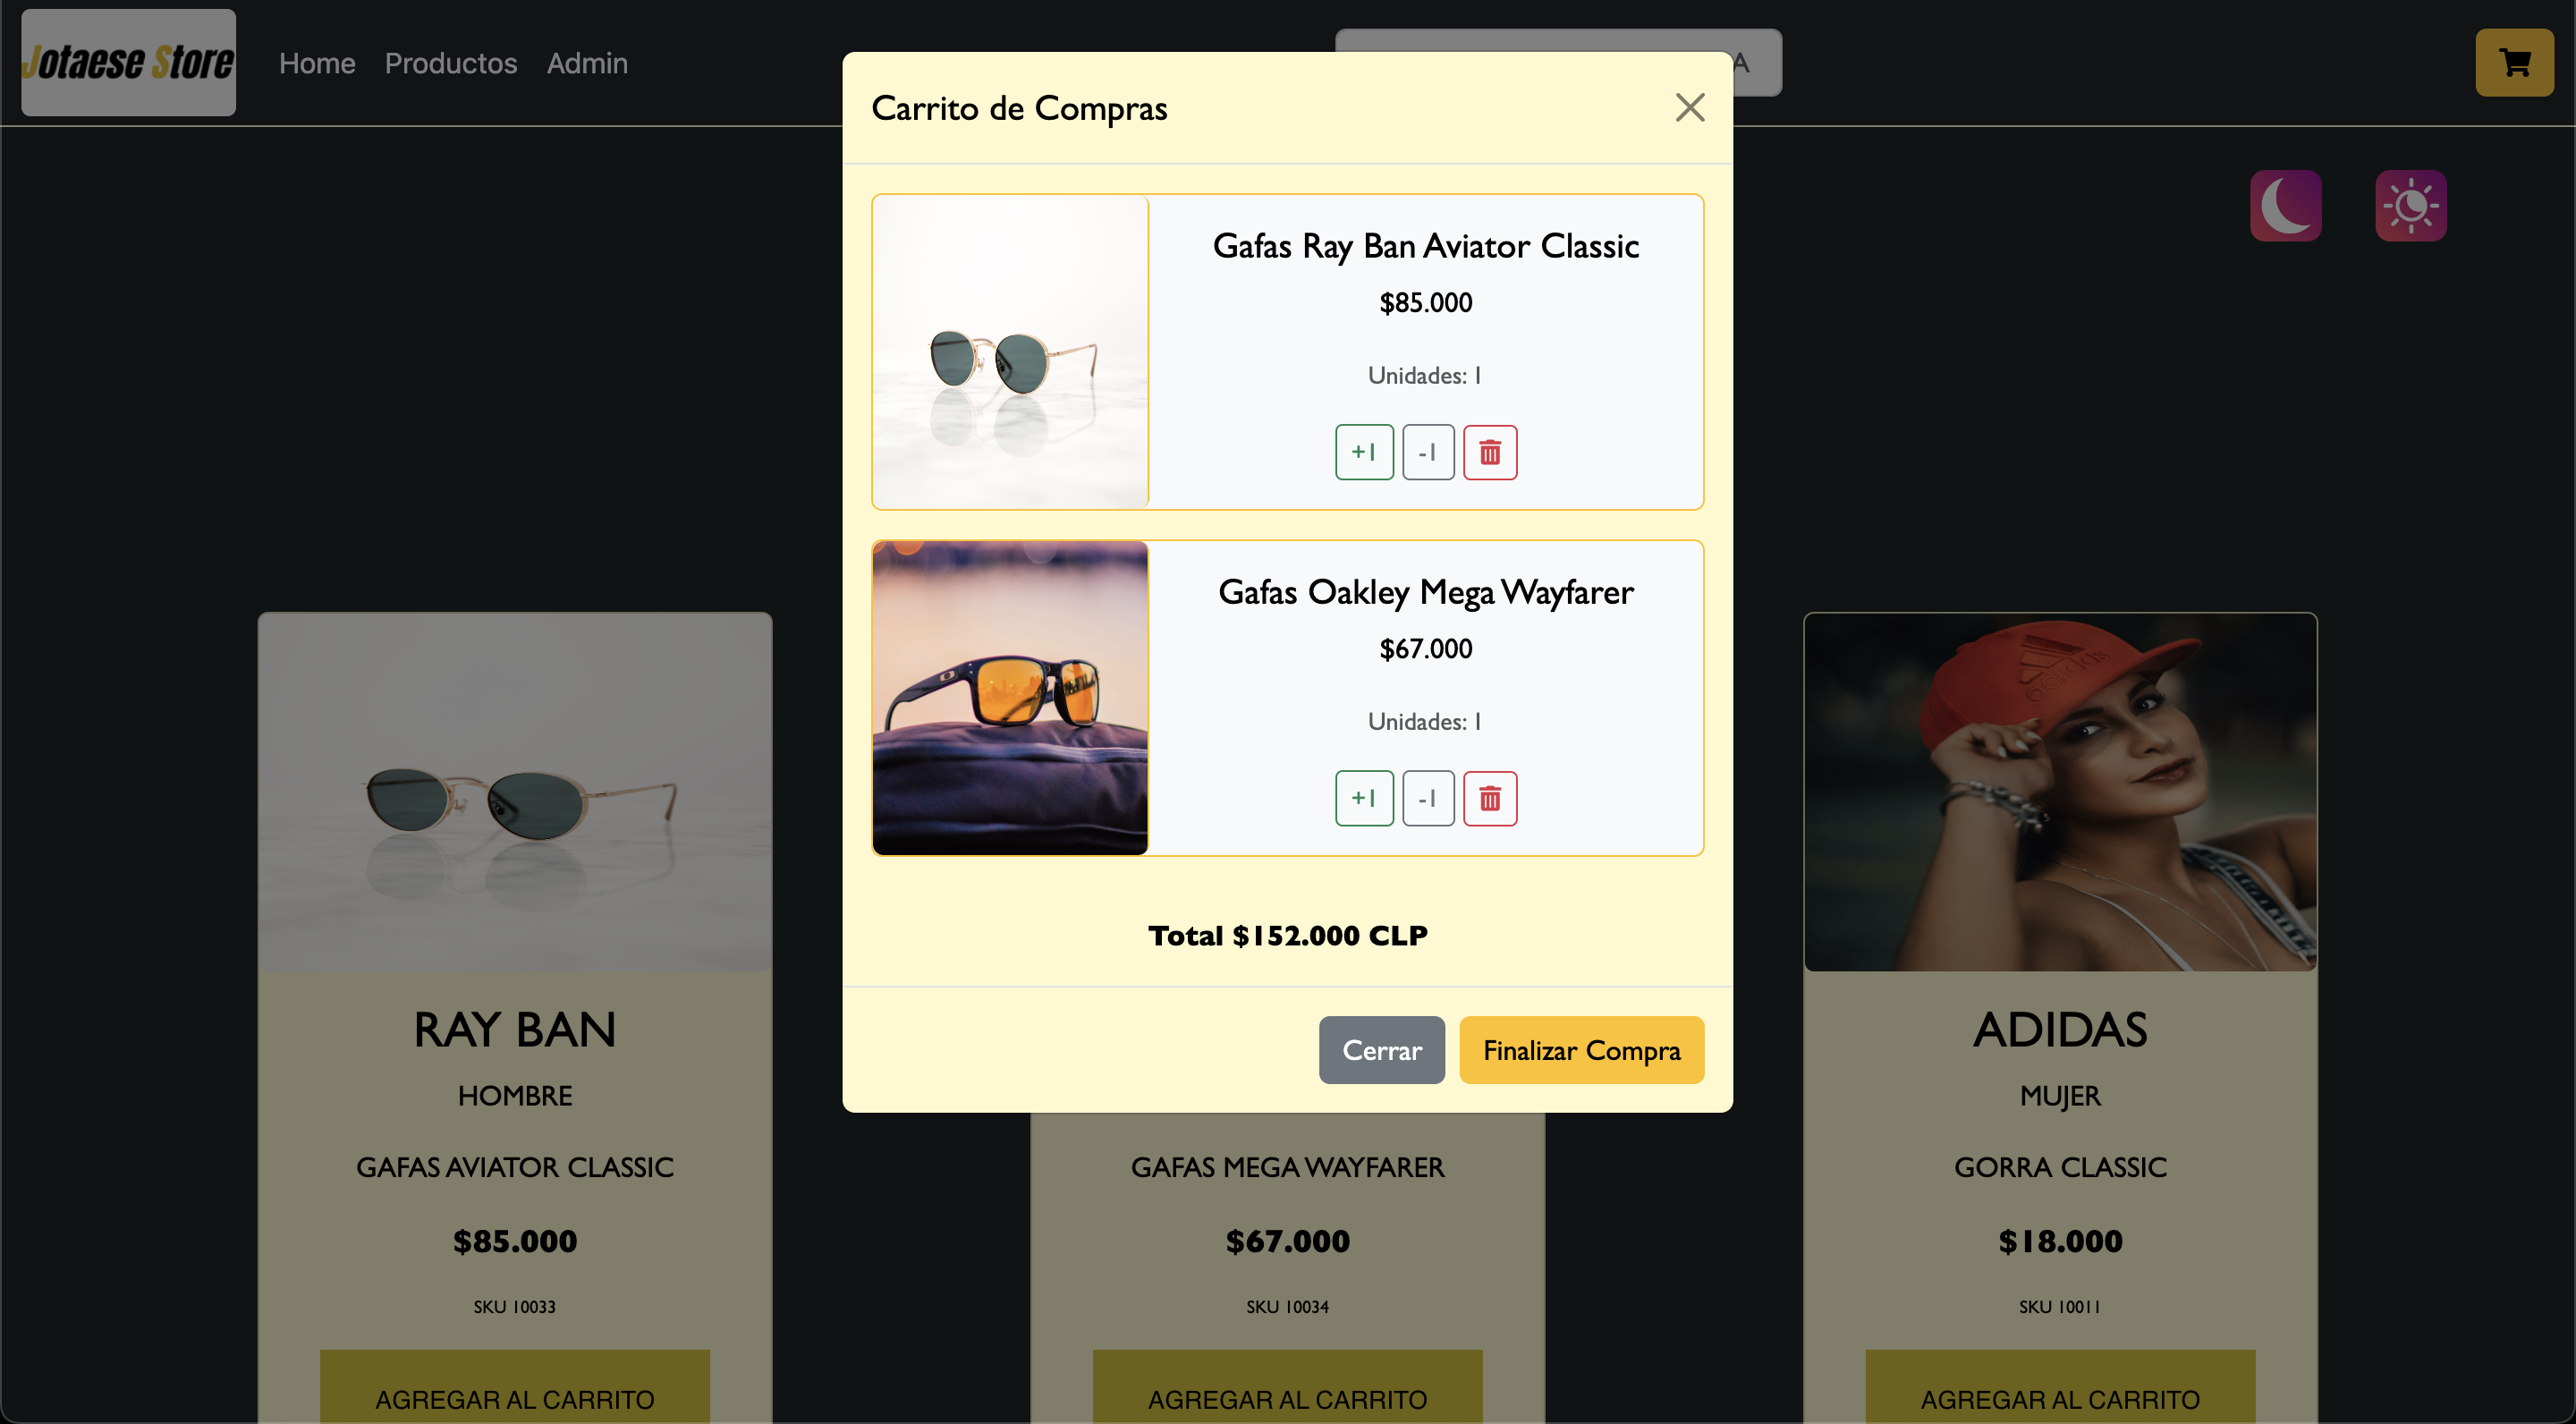 Jotaese Store
Home Productos Admin
A
Carrito de Compras
Gafas Ray Ban Aviator Classic
$85.000
Unidades: 1
+1 -1
Gafas Oakley Mega Wayfarer
$67.000
Unidades: 1
+1 -1
Total $152.000 CLP
Cerrar Finalizar Compra
adidas
RAY BAN
HOMBRE
GAFAS AVIATOR CLASSIC
$85.000
SKU 10033
AGREGAR AL CARRITO
GAFAS MEGA WAYFARER
$67.000
SKU 10034
AGREGAR AL CARRITO
ADIDAS
MUJER
GORRA CLASSIC
$18.000
SKU 10011
AGREGAR AL CARRITO